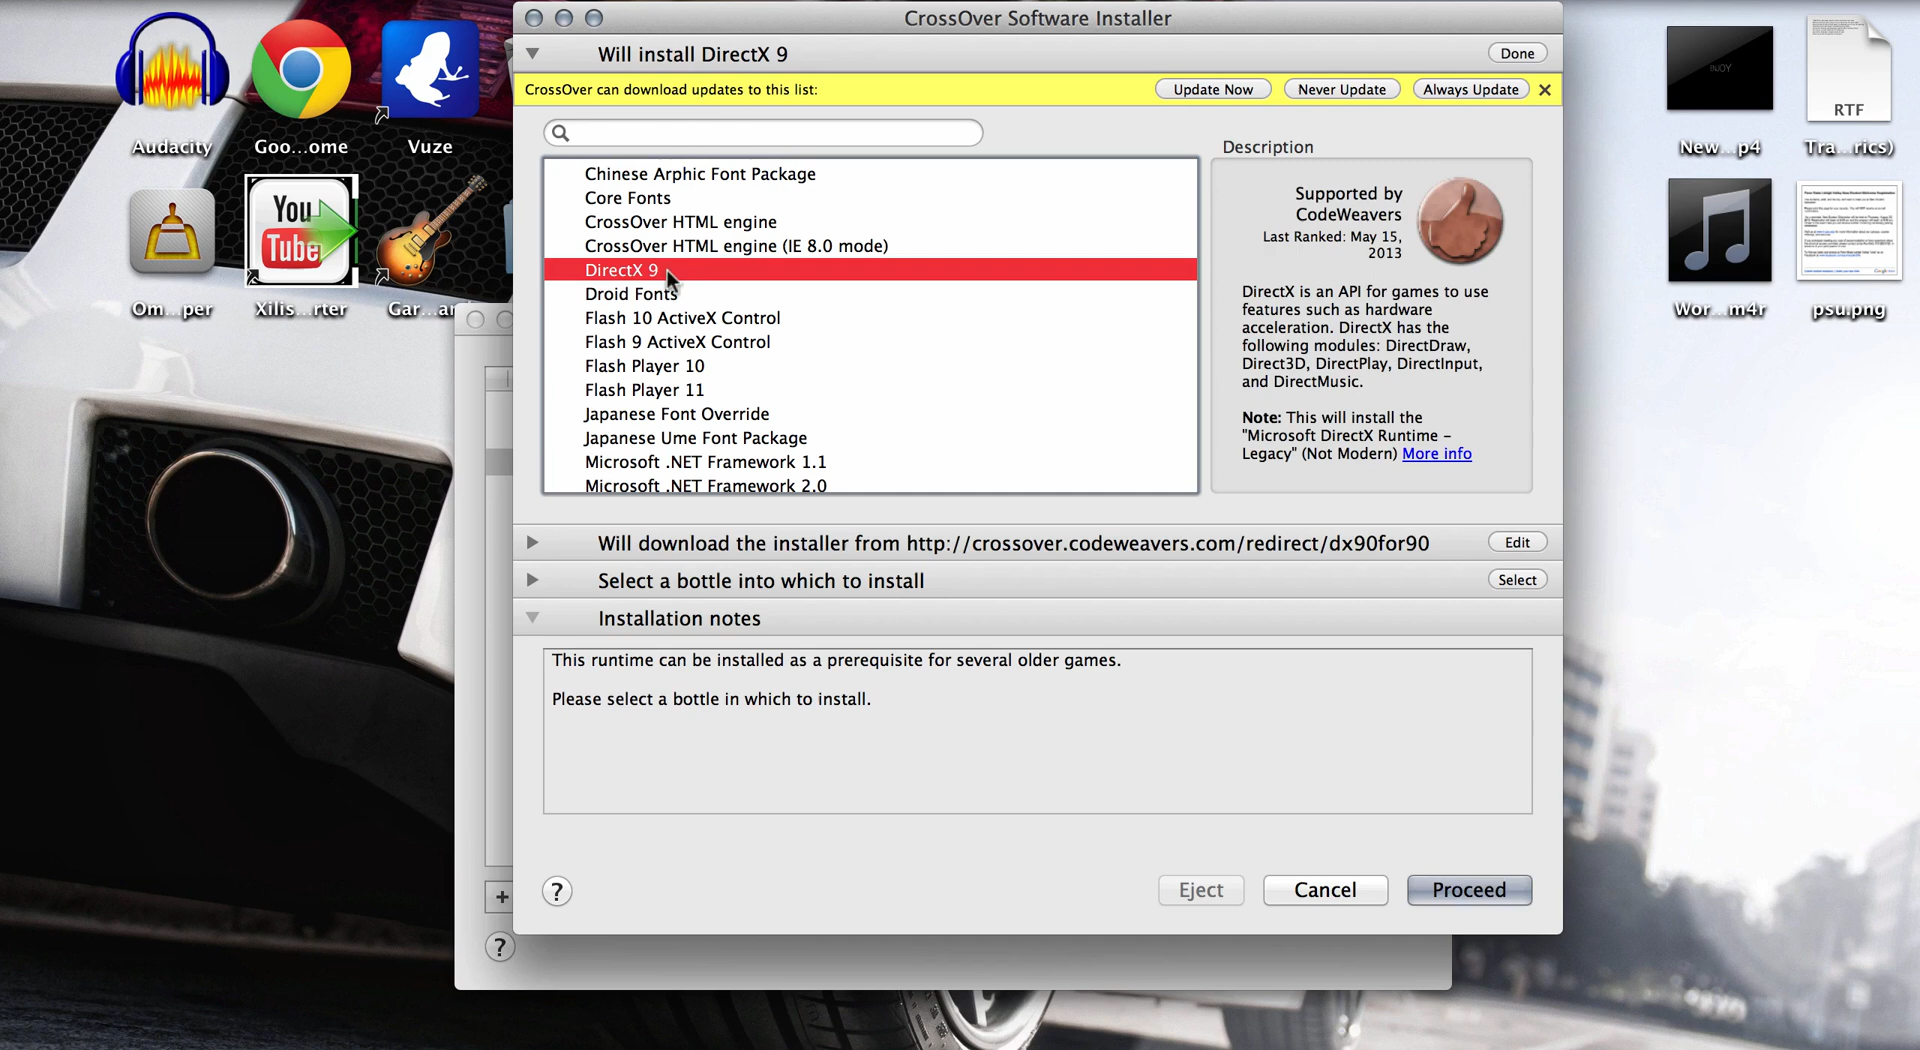 CrossOver Software Installer
Will install DirectX 9
Done
CrossOver can download updates to this list:
Update Now
Never Update
Always Update
Chinese Arphic Font Package
Core Fonts
CrossOver HTML engine
CrossOver HTML engine (IE 8.0 mode)
DirectX 9
Droid Fonts
Flash 10 ActiveX Control
Flash 9 ActiveX Control
Flash Player 10
Flash Player 11
Japanese Font Override
Japanese Ume Font Package
Microsoft .NET Framework 1.1
Microsoft .NET Framework 2.0
Description
Supported by
CodeWeavers
Last Ranked: May 15,
2013
DirectX is an API for games to use
features such as hardware
acceleration. DirectX has the
following modules: DirectDraw,
Direct3D, DirectPlay, DirectInput,
and DirectMusic.
Note: This will install the
"Microsoft DirectX Runtime –
Legacy" (Not Modern) More info
Will download the installer from http://crossover.codeweavers.com/redirect/dx90for90
Edit
Select a bottle into which to install
Select
Installation notes
This runtime can be installed as a prerequisite for several older games.
Please select a bottle in which to install.
?
Eject
Cancel
Proceed
+
?
Audacity
Goo...ome
Vuze
You
Tube
Om...per
Xilis...rter
Gar...a
ENJOY
RTF
New...p4
Tra...rics)
Wor...m4r
psu.png